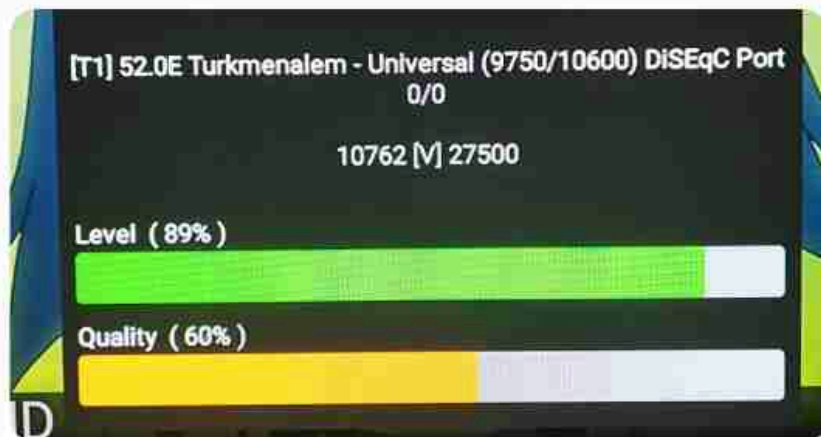 [T1] 52.0E Turkmenalem - Universal (9750/10600) DiSEqC Port
0/0
10762 [V] 27500
Level ( 89% )
Quality ( 60% )
D